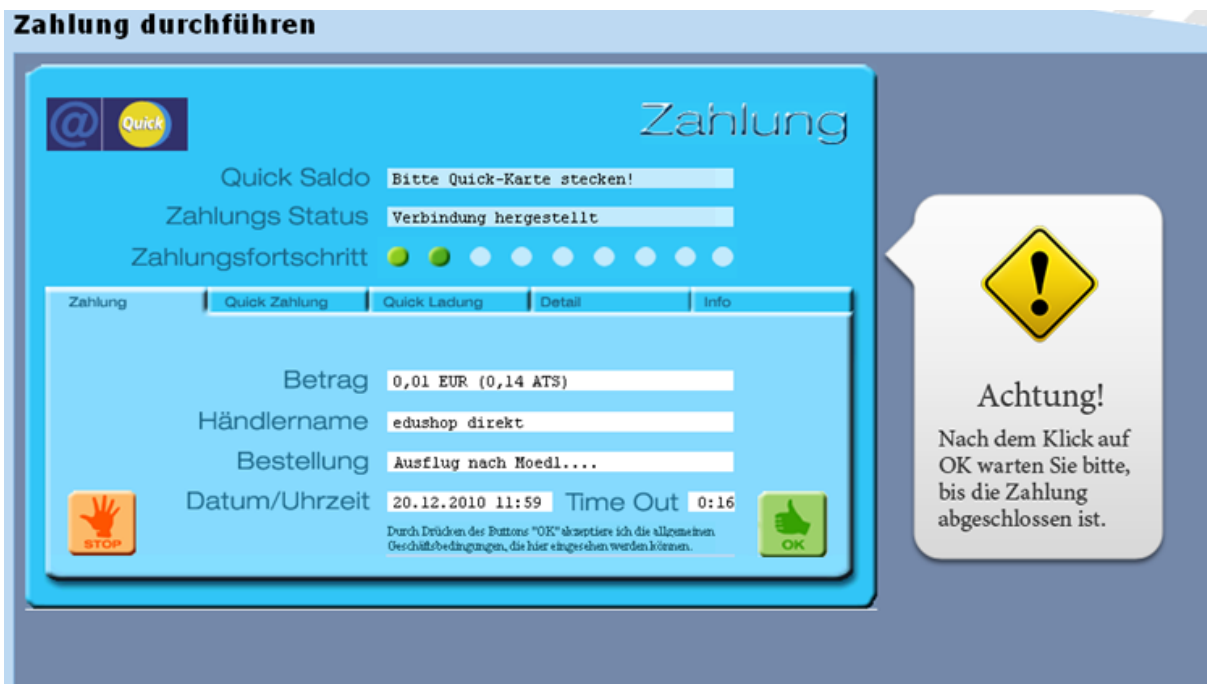 Zahlung durchführen
@ Quick
Zahlung
Quick Saldo Bitte Quick-Karte stecken!
Zahlungs Status Verbindung hergestellt
Zahlungsfortschritt
Zahlung Quick Zahlung Quick Ladung Detail Info
Betrag 0,01 EUR (0,14 ATS)
Händlername edushop direkt
Bestellung Ausflug nach Moedl....
Datum/Uhrzeit 20.12.2010 11:59 Time Out 0:16
Durch Drücken des Buttons "OK" akzeptiere ich die allgemeinen
Geschäftsbedingungen, die hier eingesehen werden können.
STOP
OK
Achtung!
Nach dem Klick auf
OK warten Sie bitte,
bis die Zahlung
abgeschlossen ist.